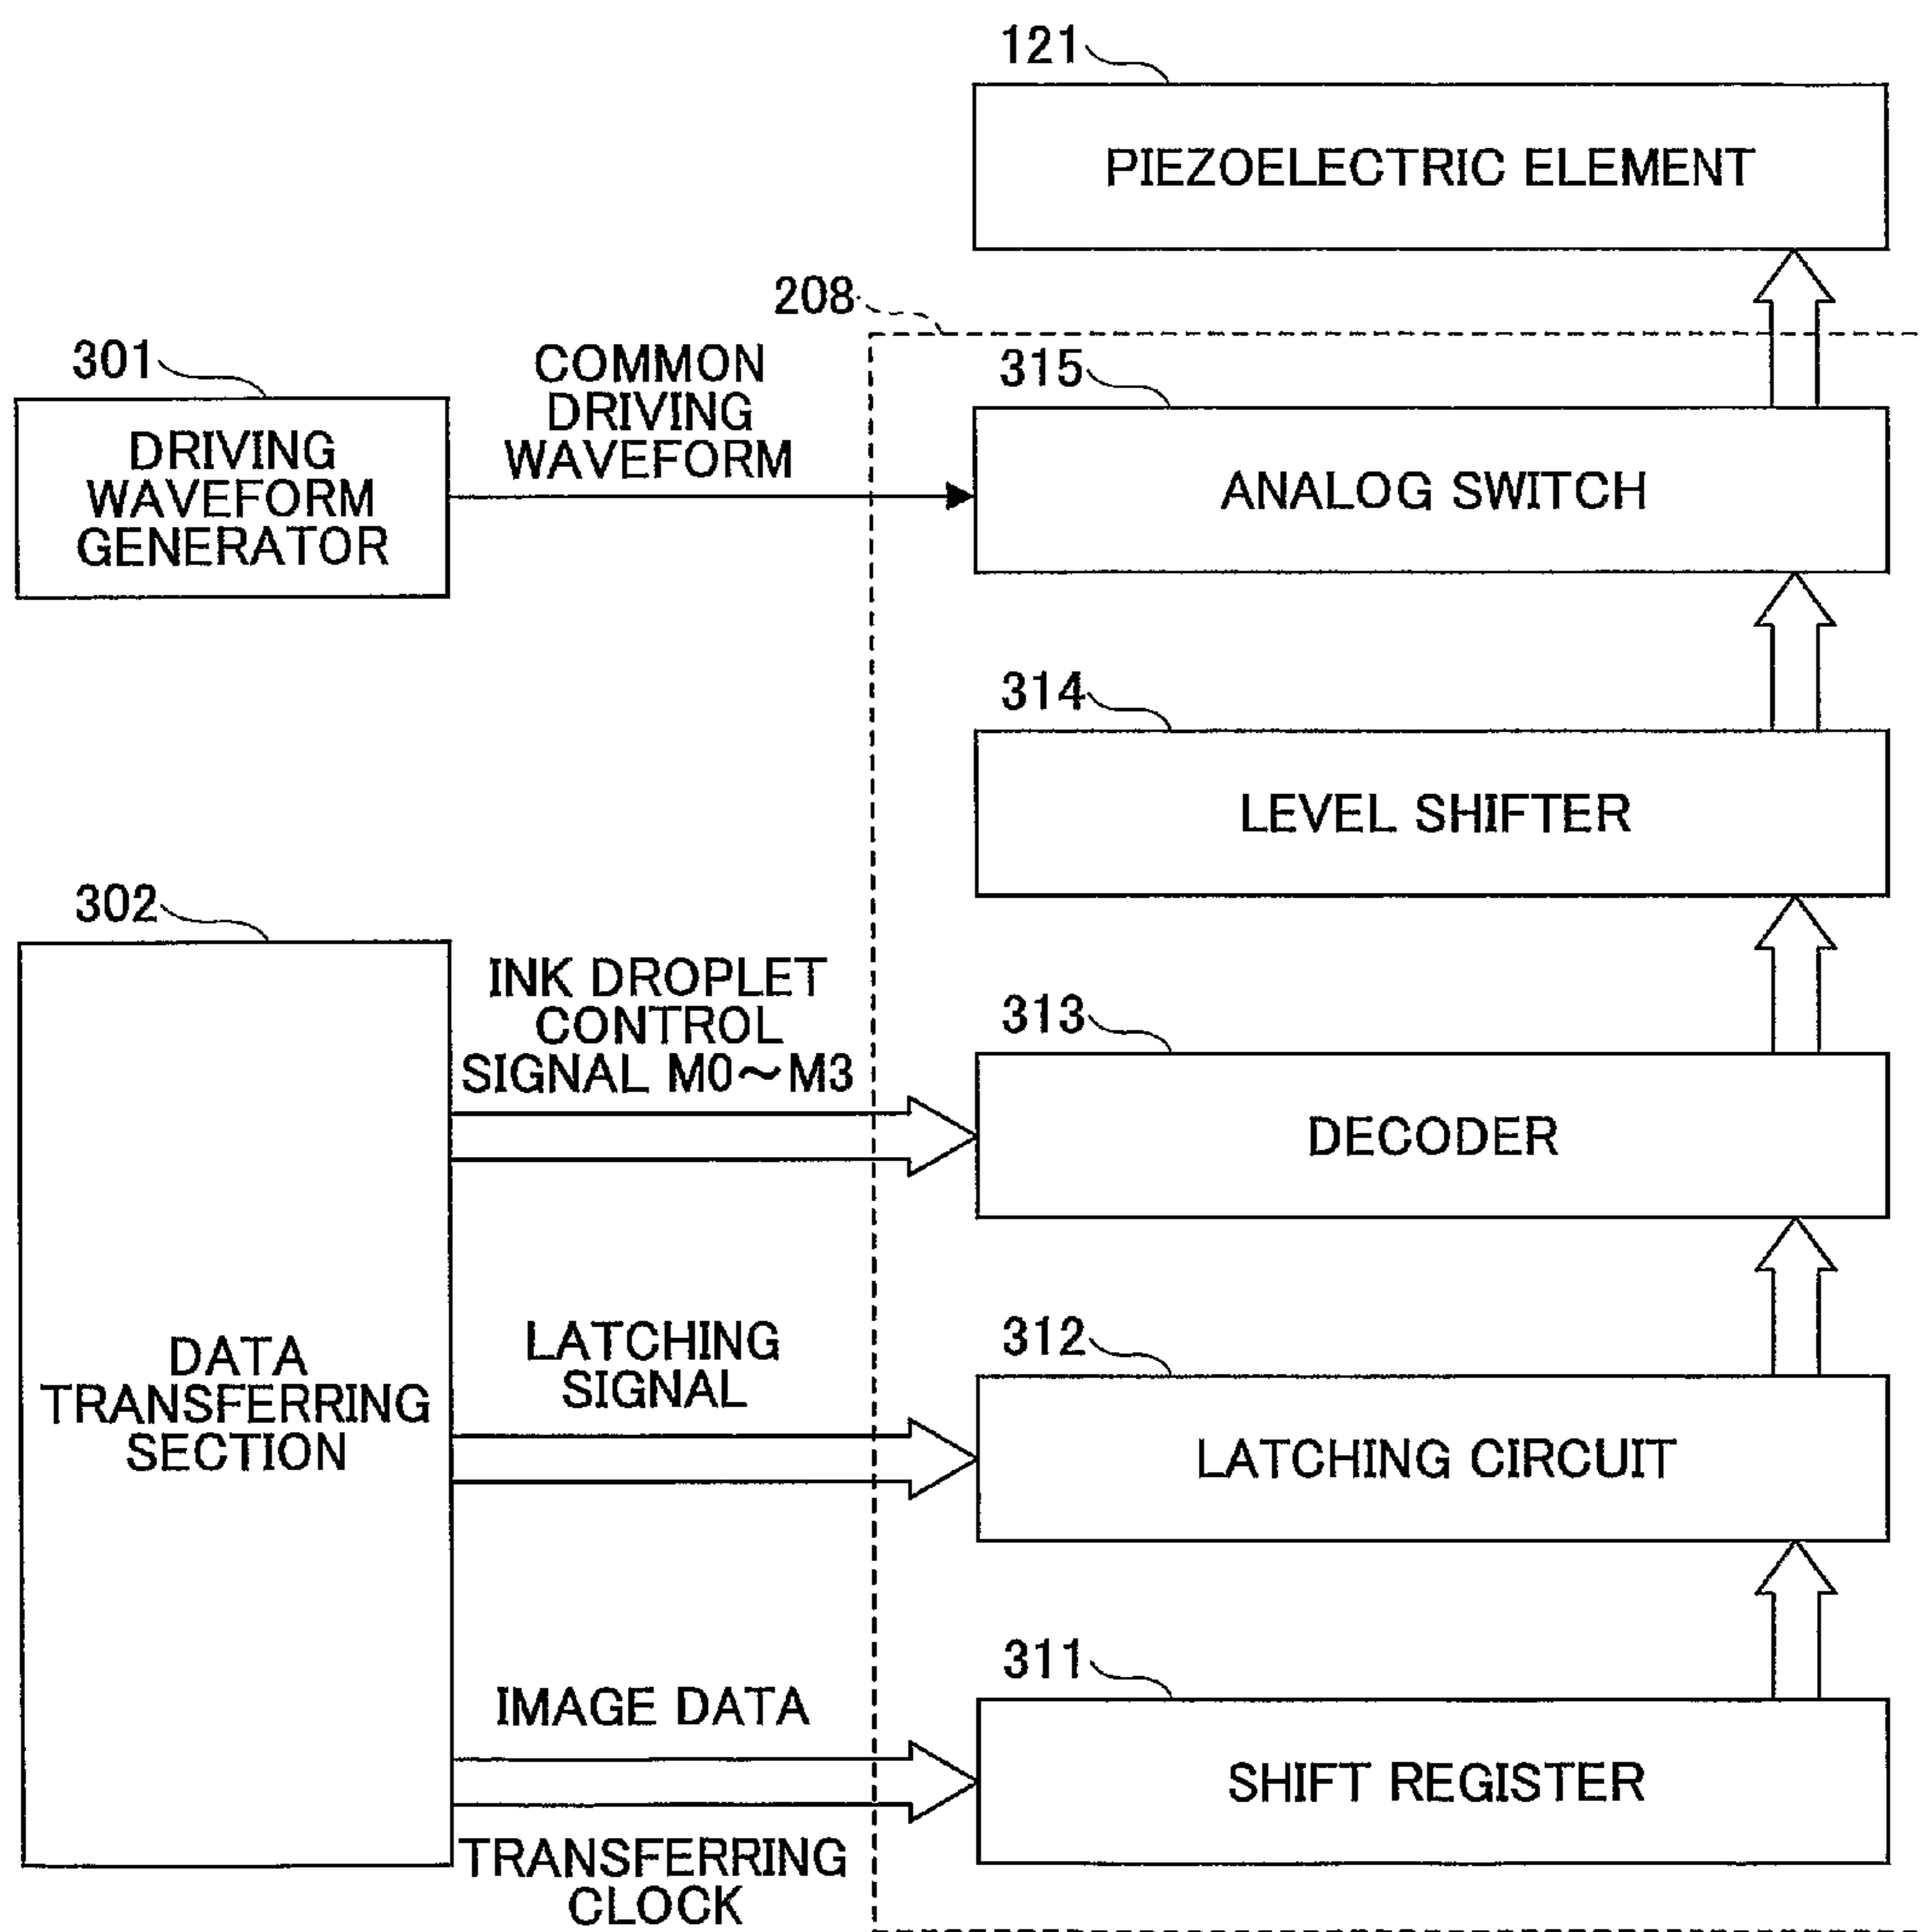 121
PIEZOELECTRIC ELEMENT
208
301
COMMON
DRIVING
WAVEFORM
315
DRIVING
WAVEFORM
GENERATOR
ANALOG SWITCH
314
LEVEL SHIFTER
302
INK DROPLET
CONTROL
SIGNAL M0～M3
313
DECODER
DATA
TRANSFERRING
SECTION
LATCHING
SIGNAL
312
LATCHING CIRCUIT
311
IMAGE DATA
SHIFT REGISTER
TRANSFERRING
CLOCK